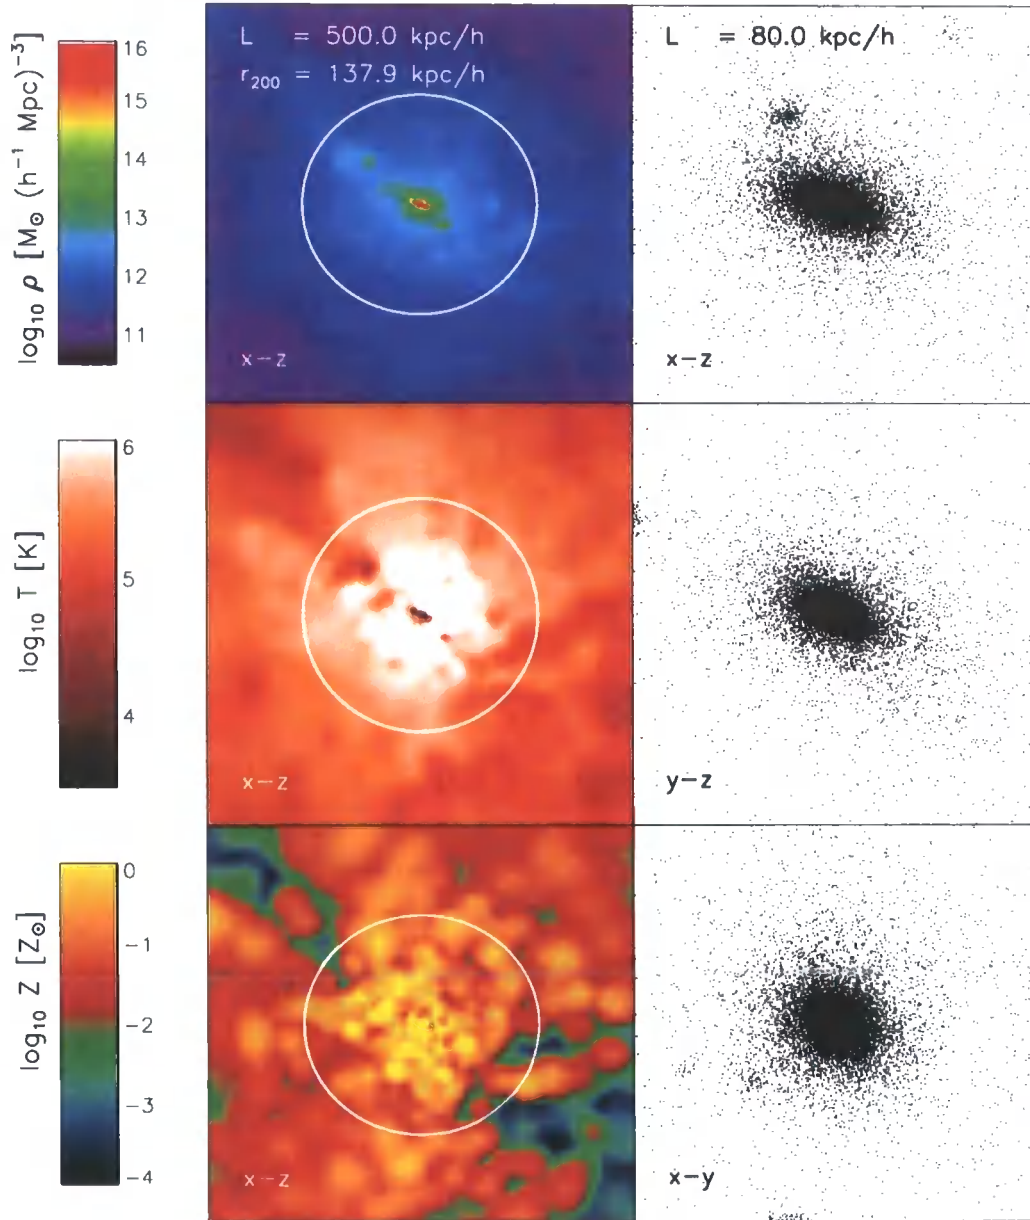 log₁₀ ρ [M⊙ (h⁻¹ Mpc)⁻³]
16
15
14
13
12
11
L = 500.0 kpc/h
r₂₀₀ = 137.9 kpc/h
x-z
L = 80.0 kpc/h
x-z
log₁₀ T [K]
6
5
4
x-z
y-z
log₁₀ Z [Z⊙]
0
-1
-2
-3
-4
x-z
x-y